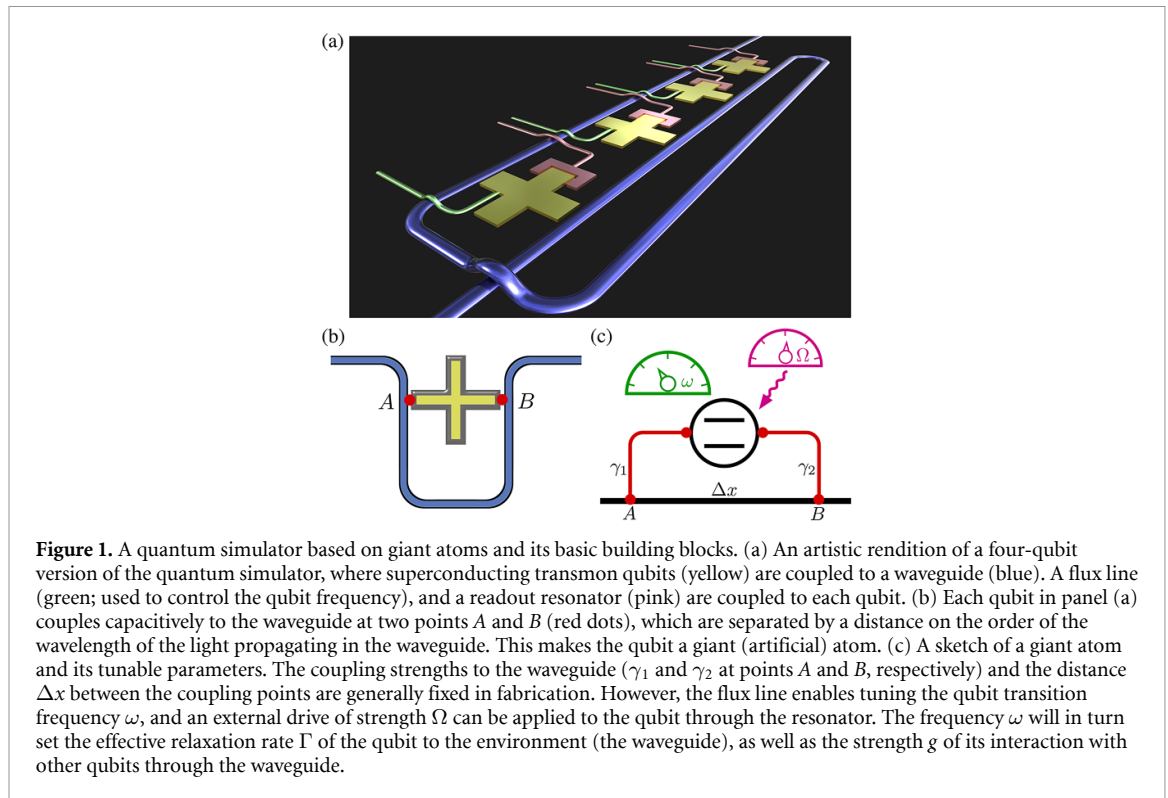 (a)
(b)
(c)
A
B
ω
Ω
γ₁
γ₂
Δx
A
B
Figure 1. A quantum simulator based on giant atoms and its basic building blocks. (a) An artistic rendition of a four-qubit
version of the quantum simulator, where superconducting transmon qubits (yellow) are coupled to a waveguide (blue). A flux line
(green; used to control the qubit frequency), and a readout resonator (pink) are coupled to each qubit. (b) Each qubit in panel (a)
couples capacitively to the waveguide at two points A and B (red dots), which are separated by a distance on the order of the
wavelength of the light propagating in the waveguide. This makes the qubit a giant (artificial) atom. (c) A sketch of a giant atom
and its tunable parameters. The coupling strengths to the waveguide (γ₁ and γ₂ at points A and B, respectively) and the distance
Δx between the coupling points are generally fixed in fabrication. However, the flux line enables tuning the qubit transition
frequency ω, and an external drive of strength Ω can be applied to the qubit through the resonator. The frequency ω will in turn
set the effective relaxation rate Γ of the qubit to the environment (the waveguide), as well as the strength g of its interaction with
other qubits through the waveguide.